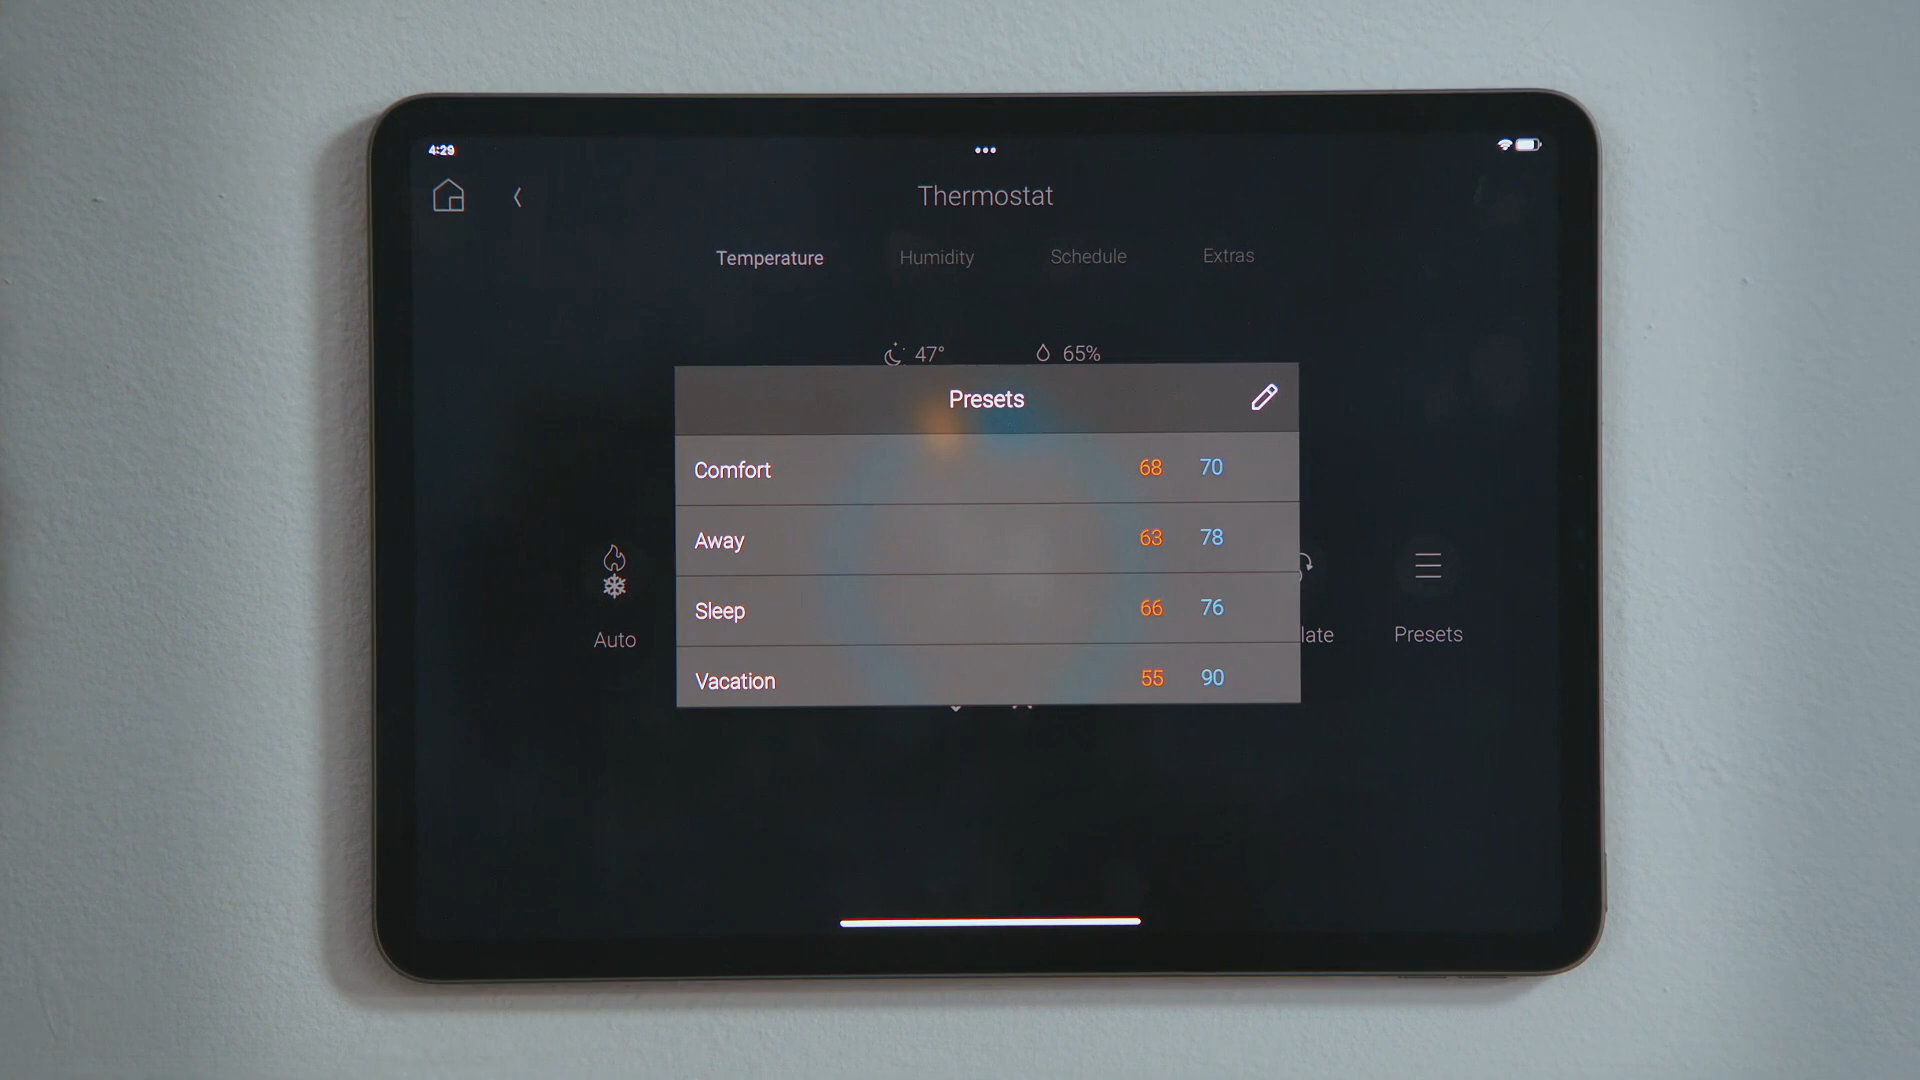 4:29
Thermostat
Temperature Humidity Schedule Extras
47° 65%
Presets
Comfort 68 70
Away 63 78
Sleep 66 76
Vacation 55 90
Auto
late
Presets